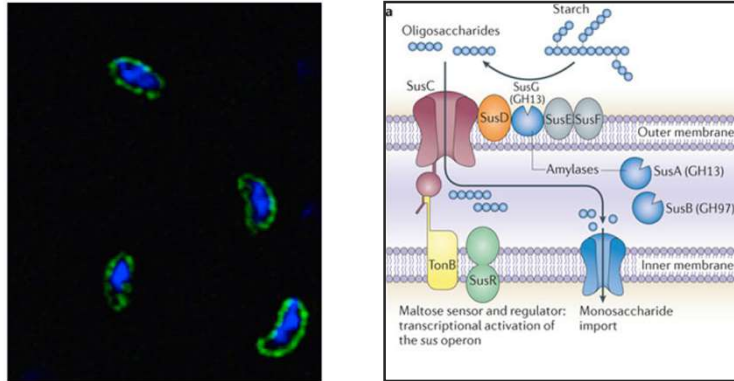 a
Starch
Oligosaccharides
SusC
SusG
(GH13)
SusD
SusE
SusF
Outer membrane
Amylases
SusA (GH13)
SusB (GH97)
TonB
SusR
Inner membrane
Maltose sensor and regulator:
transcriptional activation of
the sus operon
Monosaccharide
import